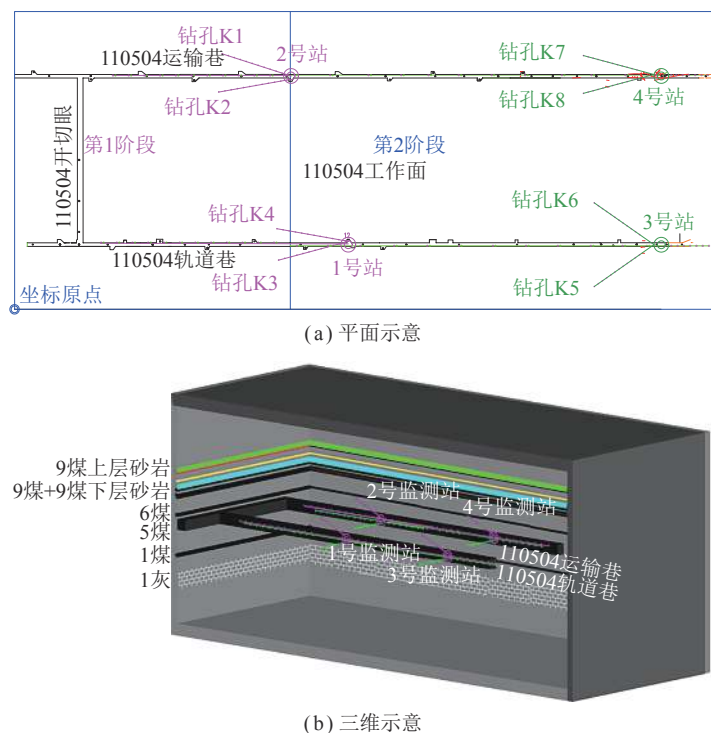 钻孔K1
2号站
钻孔K7
110504运输巷
钻孔K2
钻孔K8
4号站
110504开切眼
第1阶段
第2阶段
110504工作面
钻孔K4
12
钻孔K6
3号站
110504轨道巷
钻孔K3
1号站
钻孔K5
坐标原点
(a) 平面示意
9煤上层砂岩
9煤+9煤下层砂岩
6煤
5煤
1煤
1灰
2号监测站
4号监测站
1号监测站
3号监测站
110504运输巷
110504轨道巷
(b) 三维示意